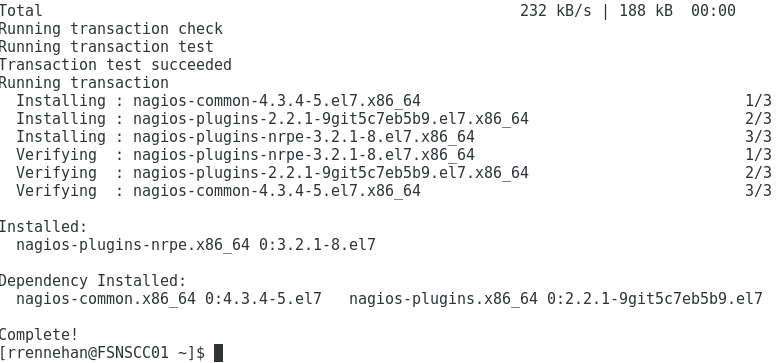 Total 232 kB/s | 188 kB 00:00
Running transaction check
Running transaction test
Transaction test succeeded
Running transaction
  Installing : nagios-common-4.3.4-5.el7.x86_64 1/3
  Installing : nagios-plugins-2.2.1-9git5c7eb5b9.el7.x86_64 2/3
  Installing : nagios-plugins-nrpe-3.2.1-8.el7.x86_64 3/3
  Verifying  : nagios-plugins-nrpe-3.2.1-8.el7.x86_64 1/3
  Verifying  : nagios-plugins-2.2.1-9git5c7eb5b9.el7.x86_64 2/3
  Verifying  : nagios-common-4.3.4-5.el7.x86_64 3/3
Installed:
  nagios-plugins-nrpe.x86_64 0:3.2.1-8.el7
Dependency Installed:
  nagios-common.x86_64 0:4.3.4-5.el7   nagios-plugins.x86_64 0:2.2.1-9git5c7eb5b9.el7
Complete!
[rrennehan@FSNSCC01 ~]$